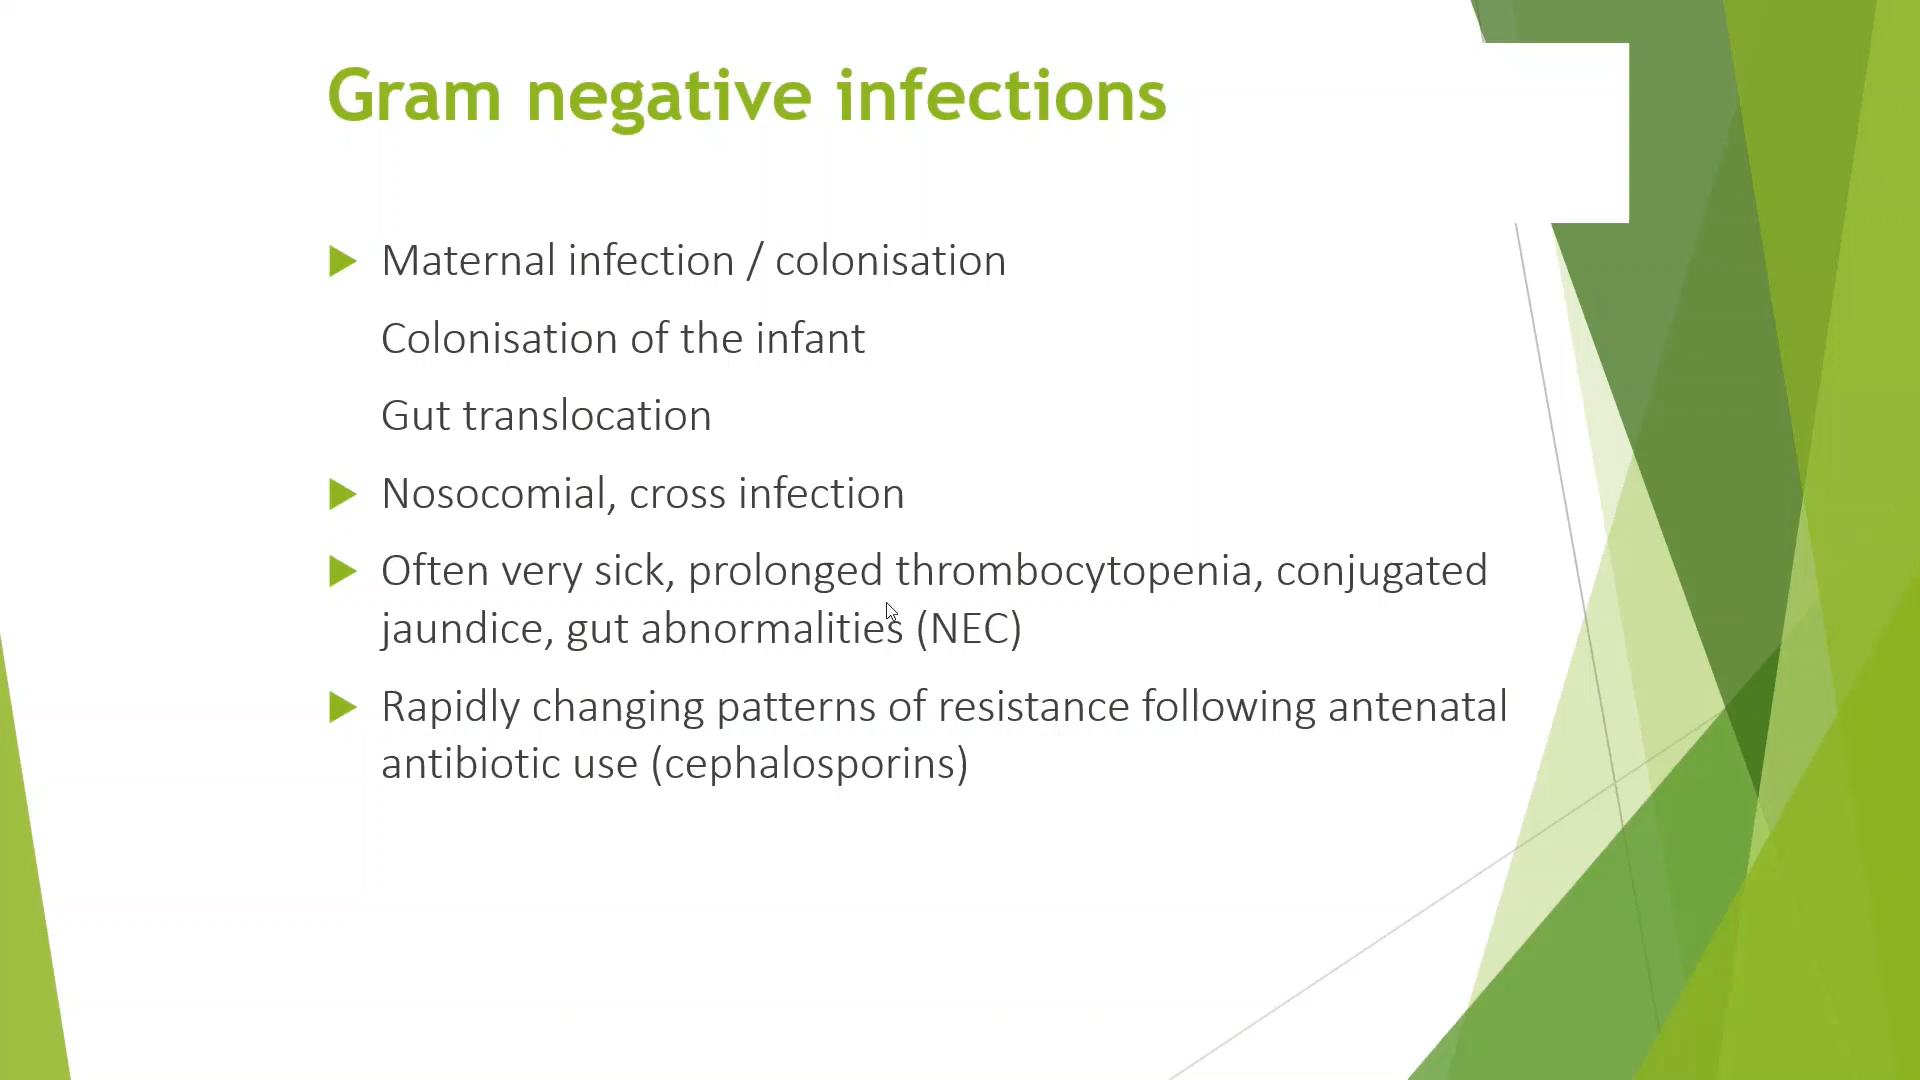 Gram negative infections
Maternal infection / colonisation
Colonisation of the infant
Gut translocation
Nosocomial, cross infection
Often very sick, prolonged thrombocytopenia, conjugated
jaundice, gut abnormalities (NEC)
Rapidly changing patterns of resistance following antenatal
antibiotic use (cephalosporins)